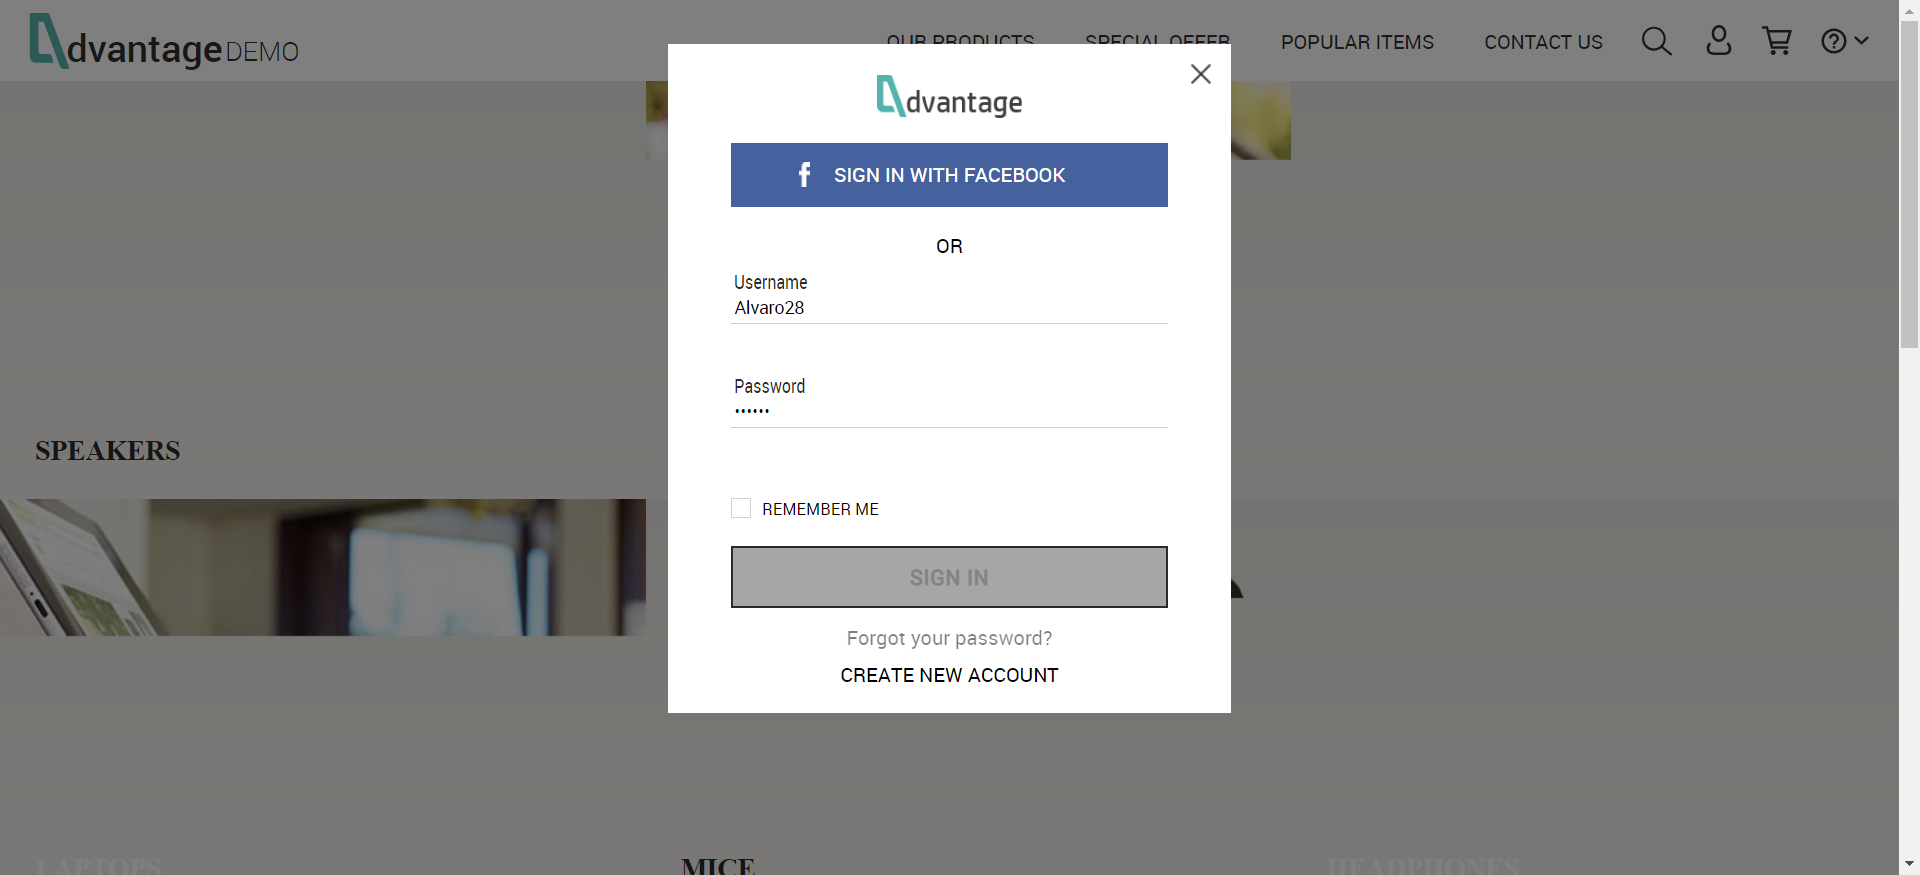 dvantage DEMO
OUR PRODUCTS
SPECIAL OFFER
POPULAR ITEMS
CONTACT US
dvantage
SIGN IN WITH FACEBOOK
OR
Username
Alvaro28
Password
••••••
REMEMBER ME
SIGN IN
Forgot your password?
CREATE NEW ACCOUNT
SPEAKERS
LAPTOPS
MICE
HEADPHONES